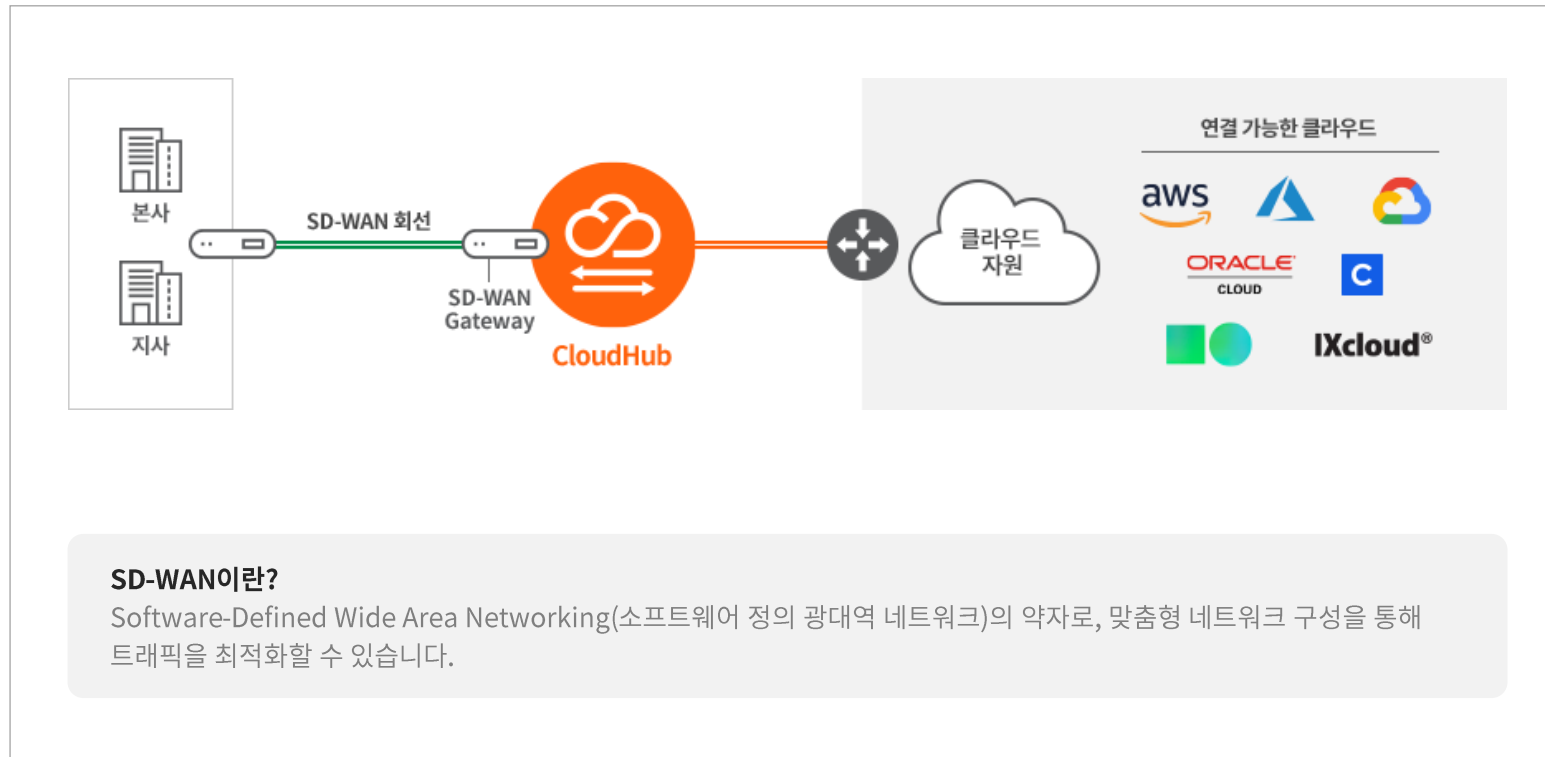 본사
지사
SD-WAN 회선
SD-WAN
Gateway
CloudHub
클라우드
자원
연결 가능한 클라우드
aws
ORACLE
CLOUD
C
IXcloud®
SD-WAN이란?
Software-Defined Wide Area Networking(소프트웨어 정의 광대역 네트워크)의 약자로, 맞춤형 네트워크 구성을 통해
트래픽을 최적화할 수 있습니다.